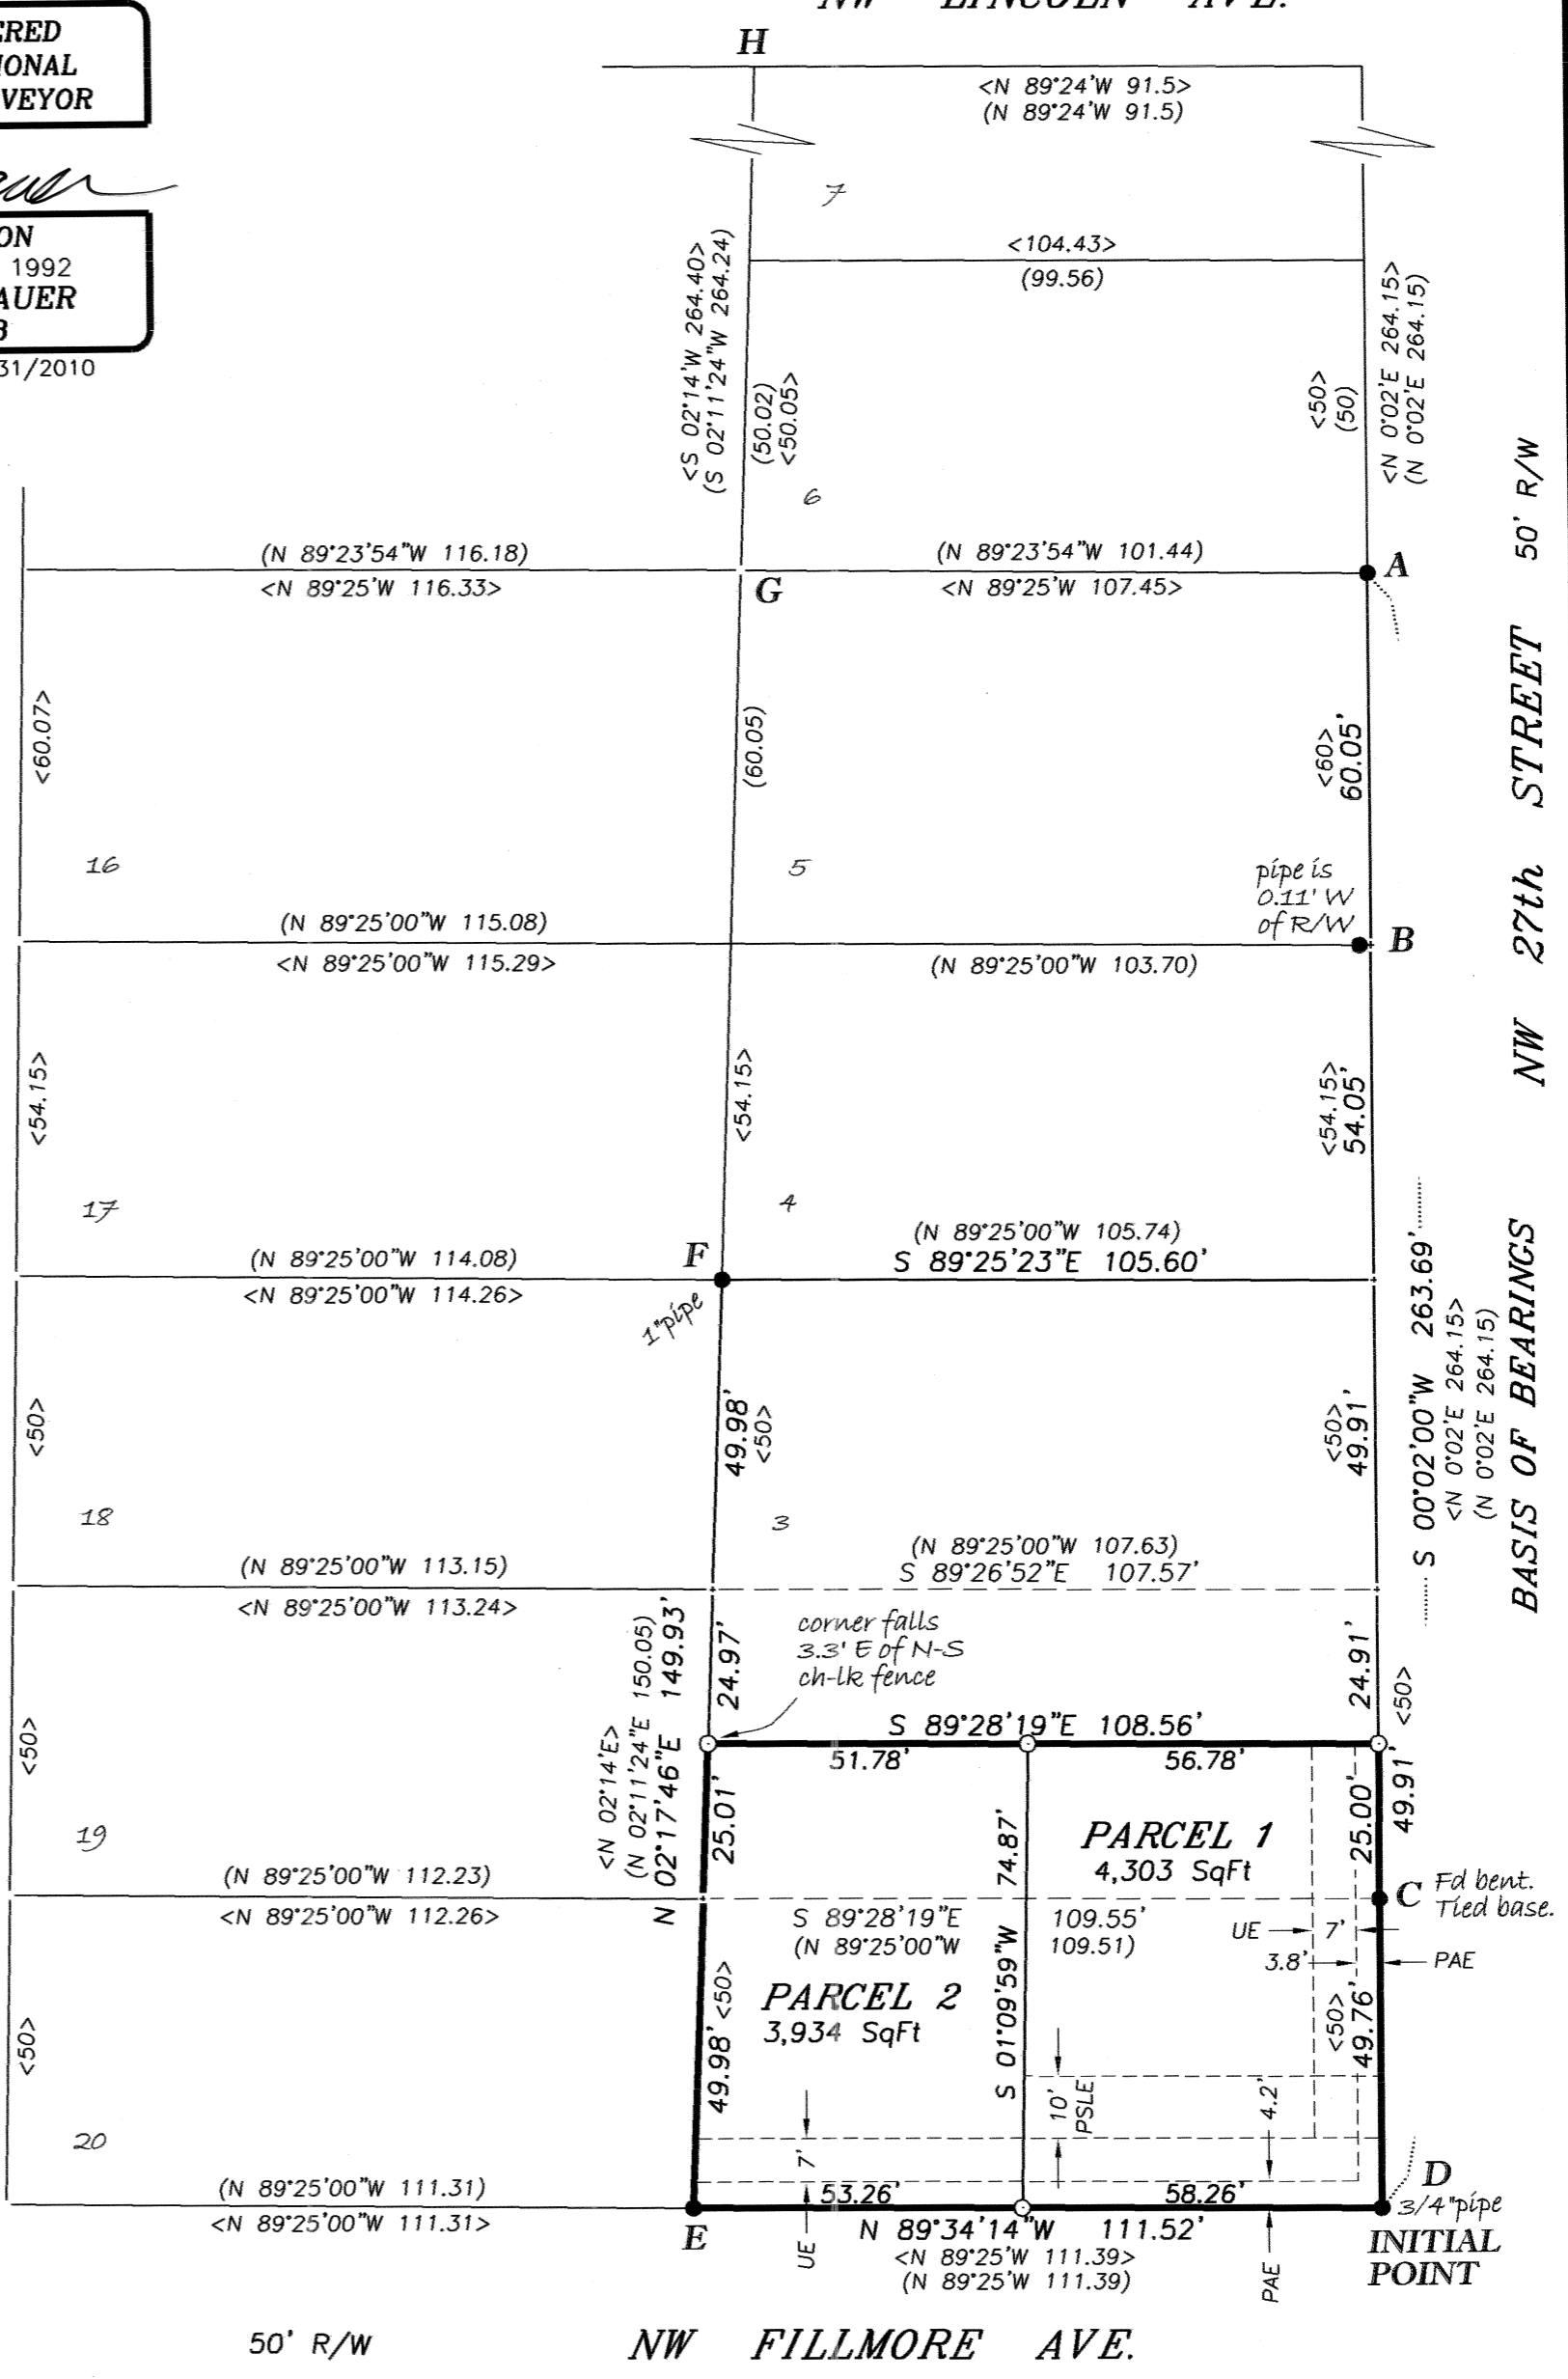 NW LINCOLN AVE.
ERED
IONAL
VEYOR
ON
1992
AUER
31/2010
H
<N 89°24'W 91.5>
(N 89°24'W 91.5)
7
<104.43>
(99.56)
<S 02°14'W 264.40>
(S 02°11'24"W 264.24)
(50.02)
<50.05>
<50>
(50)
<N 0°02'E 264.15>
(N 0°02'E 264.15)
6
(N 89°23'54"W 116.18)
<N 89°25'W 116.33>
(N 89°23'54"W 101.44)
<N 89°25'W 107.45>
G
A
50' R/W
NW 27th STREET
<60.07>
(60.05)
<60>
60.05'
16
5
pipe is
0.11' W
of R/W
B
(N 89°25'00"W 115.08)
<N 89°25'00"W 115.29>
(N 89°25'00"W 103.70)
<54.15>
<54.15>
<54.15>
54.05'
17
4
(N 89°25'00"W 114.08)
<N 89°25'00"W 114.26>
F
1"pipe
(N 89°25'00"W 105.74)
S 89°25'23"E 105.60'
S 00°02'00"W 263.69'
<N 0°02'E 264.15>
(N 0°02'E 264.15)
BASIS OF BEARINGS
<50>
49.98'
<50>
<50>
49.91'
18
3
(N 89°25'00"W 113.15)
<N 89°25'00"W 113.24>
(N 89°25'00"W 107.63)
S 89°26'52"E 107.57'
<N 02°14'E>
(N 02°11'24"E 150.05)
N 02°17'46"E 149.93'
24.97'
corner falls
3.3' E of N-S
ch-lk fence
24.91'
<50>
49.91'
<50>
S 89°28'19"E 108.56'
51.78'
56.78'
19
25.01'
74.87'
S 01°09'59"W
PARCEL 1
4,303 SqFt
25.00'
C
Fd bent.
Tied base.
(N 89°25'00"W 112.23)
<N 89°25'00"W 112.26>
S 89°28'19"E 109.55'
(N 89°25'00"W 109.51)
UE 7'
3.8' PAE
<50>
49.98' <50>
PARCEL 2
3,934 SqFt
<50>
49.76'
10'
PSLE
4.2'
20
7'
UE
PAE
(N 89°25'00"W 111.31)
<N 89°25'00"W 111.31>
E
53.26'
58.26'
N 89°34'14"W 111.52'
<N 89°25'W 111.39>
(N 89°25'W 111.39)
D
3/4"pipe
INITIAL
POINT
50' R/W
NW FILLMORE AVE.